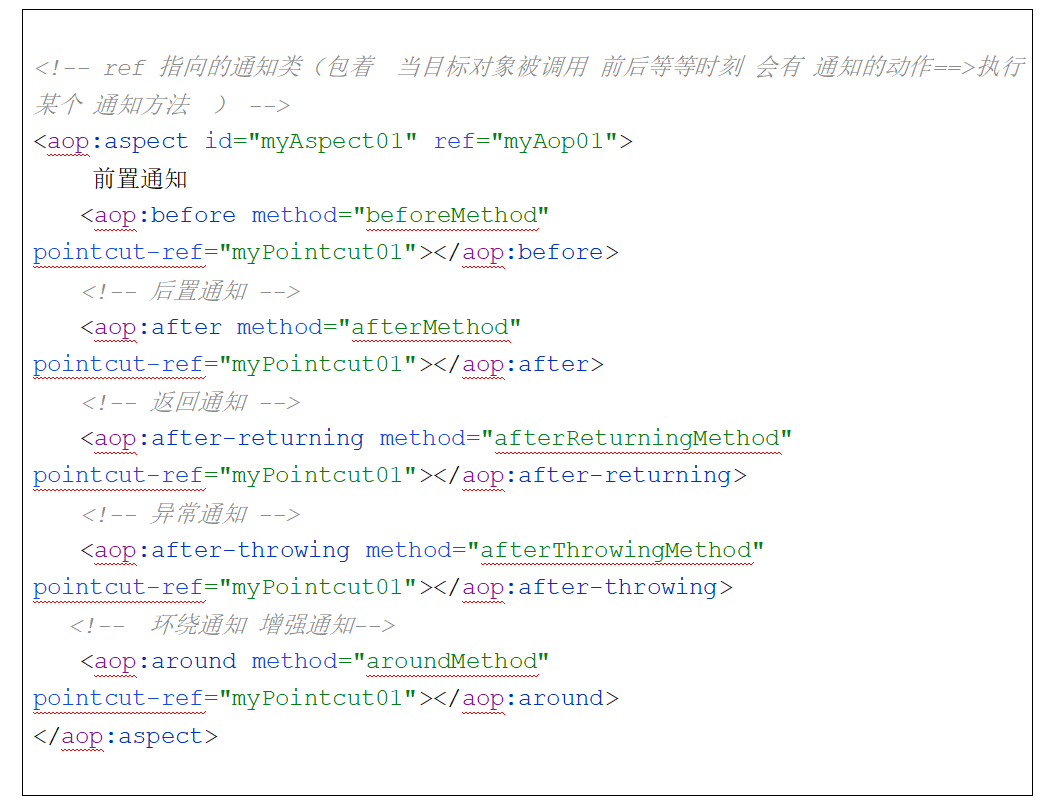 <!-- ref 指向的通知类（包着  当目标对象被调用 前后等等时刻 会有 通知的动作==>执行
某个 通知方法  ） -->
<aop:aspect id="myAspect01" ref="myAop01">
    前置通知
   <aop:before method="beforeMethod"
pointcut-ref="myPointcut01"></aop:before>
   <!-- 后置通知 -->
   <aop:after method="afterMethod"
pointcut-ref="myPointcut01"></aop:after>
   <!-- 返回通知 -->
   <aop:after-returning method="afterReturningMethod"
pointcut-ref="myPointcut01"></aop:after-returning>
   <!-- 异常通知 -->
   <aop:after-throwing method="afterThrowingMethod"
pointcut-ref="myPointcut01"></aop:after-throwing>
  <!--  环绕通知 增强通知-->
   <aop:around method="aroundMethod"
pointcut-ref="myPointcut01"></aop:around>
</aop:aspect>